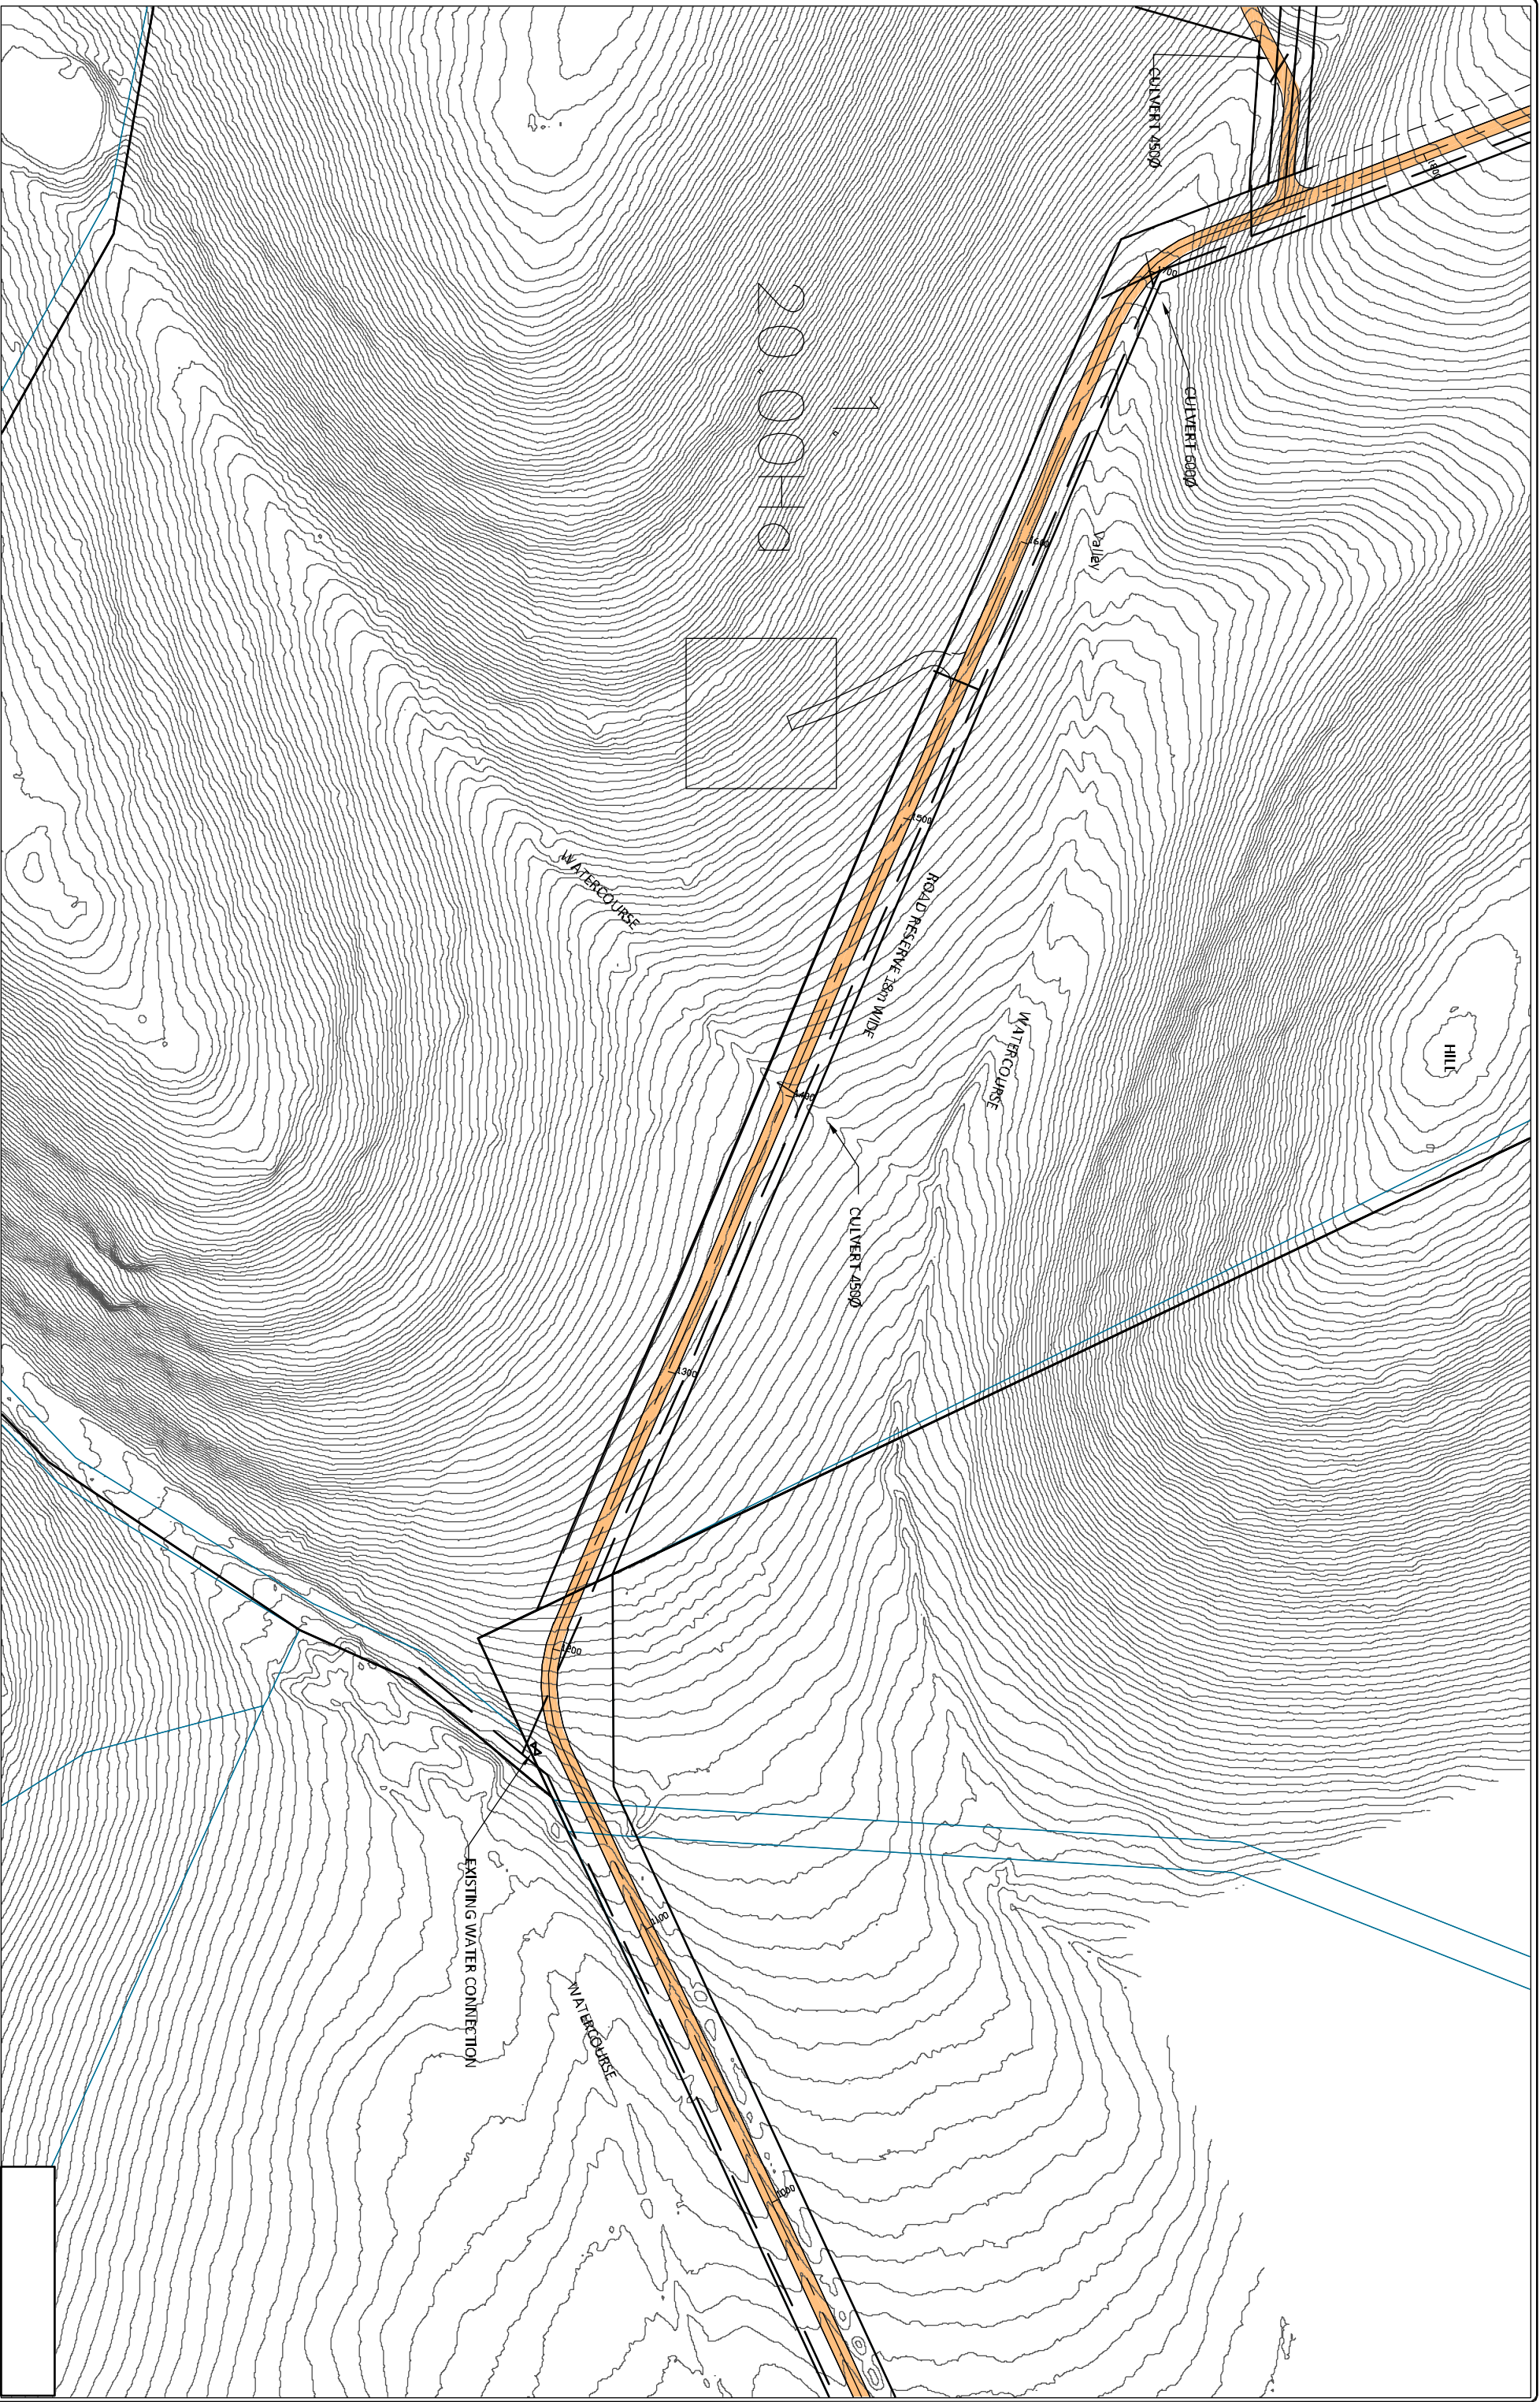 CULVERT 450Ø
1800
1700
CULVERT 600Ø
1
20.00Ha
Valley
1600
1500
ROAD RESERVE 18m WIDE
WATERCOURSE
WATERCOURSE
HILL
1400
CULVERT 450Ø
1300
1200
EXISTING WATER CONNECTION
1100
WATERCOURSE
1000